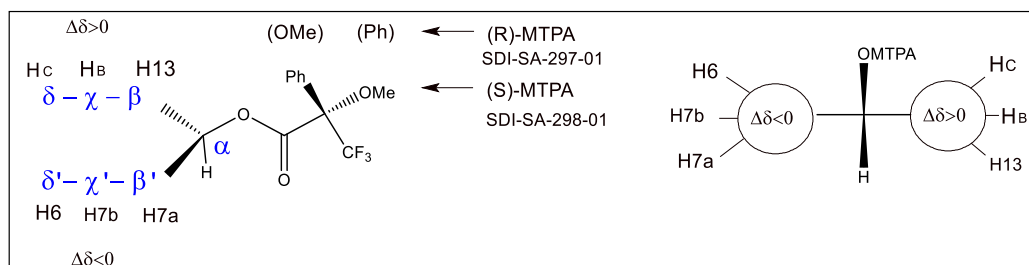 Δδ>0
(OMe) (Ph) (R)-MTPA
SDI-SA-297-01
HC HB H13
δ – χ – β
Ph
OMe
(S)-MTPA
SDI-SA-298-01
O
α
H
O
CF3
δ'– χ'– β'
H6 H7b H7a
Δδ<0
OMTPA
H6
H7b
H7a
Δδ<0
Δδ>0
HC
HB
H13
H